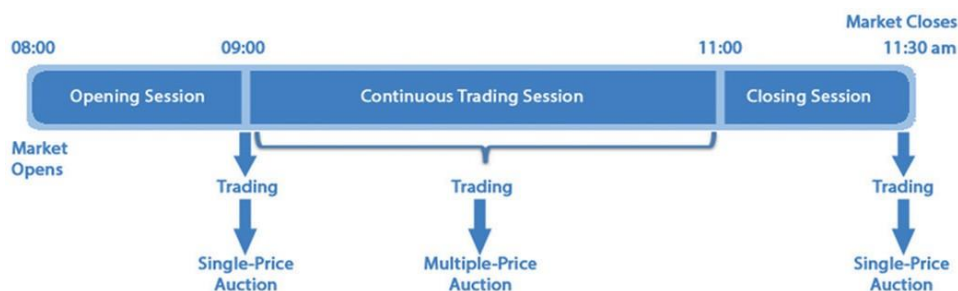 Market Closes
08:00 09:00 11:00 11:30 am
Opening Session Continuous Trading Session Closing Session
Market
Opens
Trading Trading Trading
Single-Price Multiple-Price Single-Price
Auction Auction Auction